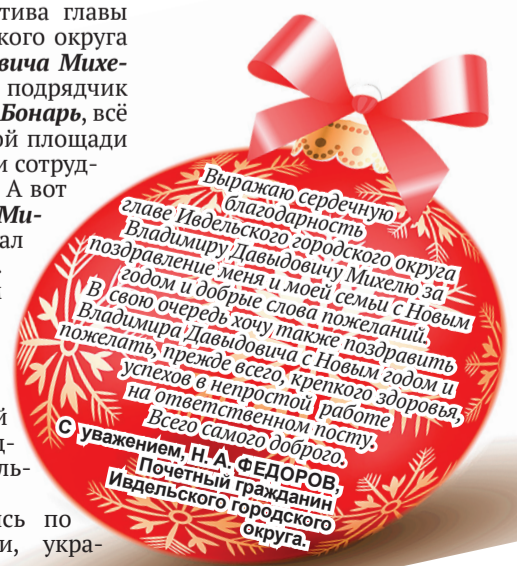 тива главы
кого округа
вича Михе-
подрядчик
Бонарь, всё
ой площади
и сотруд-
А вот
Ми-
ал
й
д-
ль-
сь по
и, укра-
Выражаю сердечную
благодарность
главе Ивдельского городского округа
Владимиру Давыдовичу Михелю за
поздравление меня и моей семьи с Новым
годом и добрые слова пожеланий.
В свою очередь хочу также поздравить
Владимира Давыдовича с Новым годом и
пожелать, прежде всего, крепкого здоровья,
успехов в непростой работе
на ответственном посту.
Всего самого доброго.
С уважением, Н. А. ФЕДОРОВ,
Почетный гражданин
Ивдельского городского
округа.